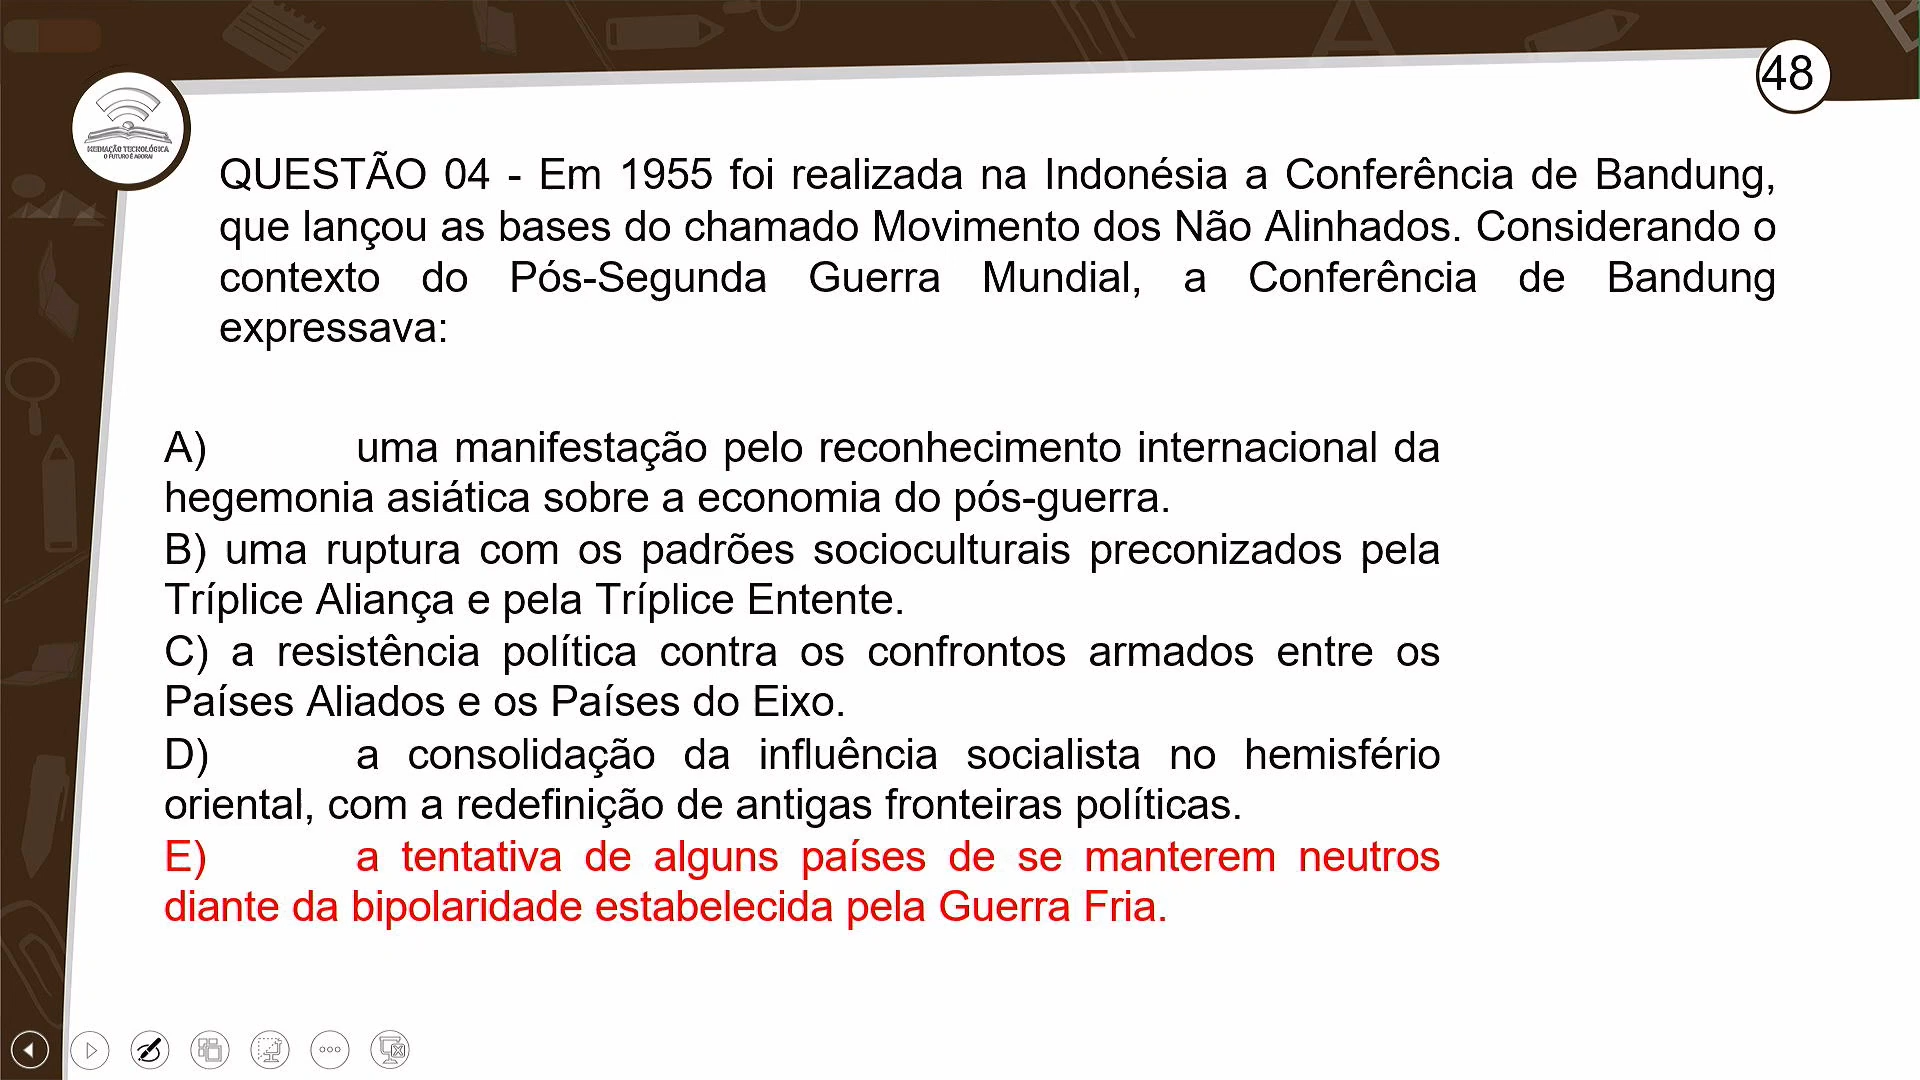 48
MEDIAÇÃO TECNOLÓGICA
O FUTURO É AGORA!
QUESTÃO 04 - Em 1955 foi realizada na Indonésia a Conferência de Bandung,
que lançou as bases do chamado Movimento dos Não Alinhados. Considerando o
contexto do Pós-Segunda Guerra Mundial, a Conferência de Bandung
expressava:
A) uma manifestação pelo reconhecimento internacional da
hegemonia asiática sobre a economia do pós-guerra.
B) uma ruptura com os padrões socioculturais preconizados pela
Tríplice Aliança e pela Tríplice Entente.
C) a resistência política contra os confrontos armados entre os
Países Aliados e os Países do Eixo.
D) a consolidação da influência socialista no hemisfério
oriental, com a redefinição de antigas fronteiras políticas.
E) a tentativa de alguns países de se manterem neutros
diante da bipolaridade estabelecida pela Guerra Fria.